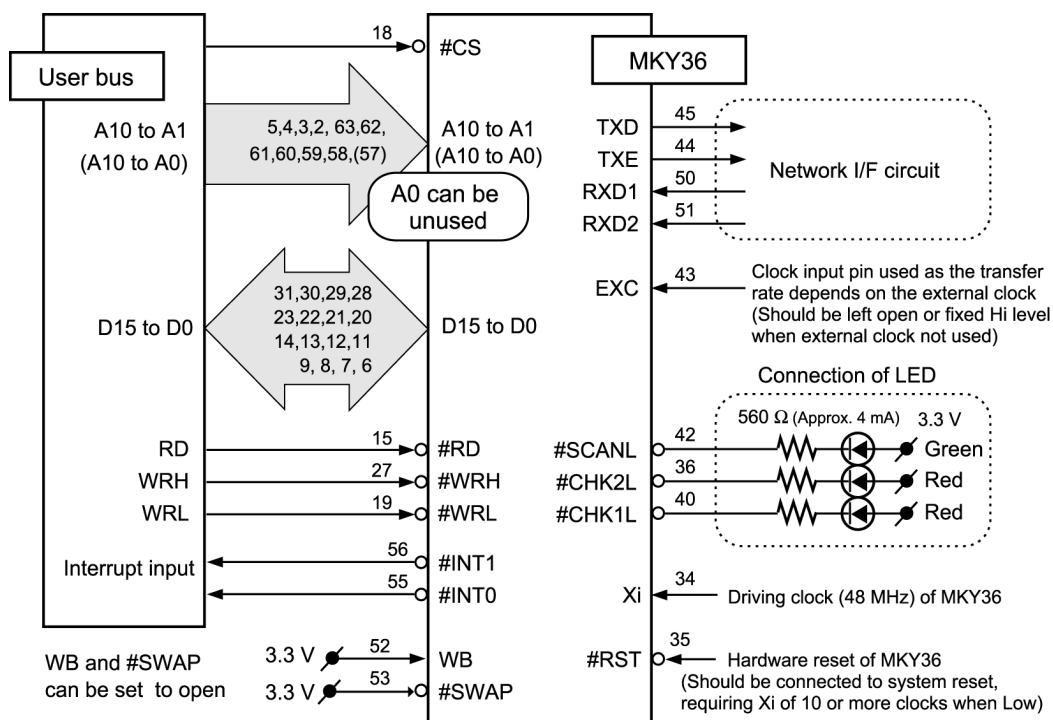 18
#CS
User bus
MKY36
A10 to A1
(A10 to A0)
5,4,3,2, 63,62,
61,60,59,58,(57)
A10 to A1
(A10 to A0)
A0 can be
unused
TXD
45
TXE
44
RXD1
50
RXD2
51
Network I/F circuit
EXC
43
Clock input pin used as the transfer
rate depends on the external clock
(Should be left open or fixed Hi level
when external clock not used)
D15 to D0
31,30,29,28
23,22,21,20
14,13,12,11
9, 8, 7, 6
D15 to D0
Connection of LED
560 Ω (Approx. 4 mA)
3.3 V
RD
15
#RD
WRH
27
#WRH
WRL
19
#WRL
#SCANL
42
Green
#CHK2L
36
Red
#CHK1L
40
Red
Interrupt input
56
#INT1
55
#INT0
Xi
34
Driving clock (48 MHz) of MKY36
WB and #SWAP
can be set to open
3.3 V
52
WB
3.3 V
53
#SWAP
#RST
35
Hardware reset of MKY36
(Should be connected to system reset,
requiring Xi of 10 or more clocks when Low)